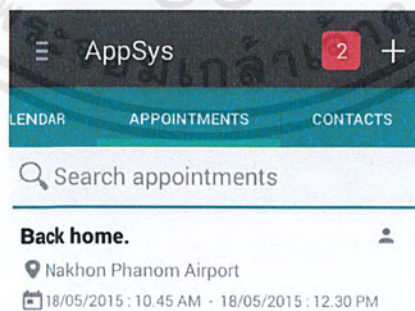 AppSys 2 +
LENDAR APPOINTMENTS CONTACTS
Search appointments
Back home.
Nakhon Phanom Airport
18/05/2015 : 10.45 AM - 18/05/2015 : 12.30 PM